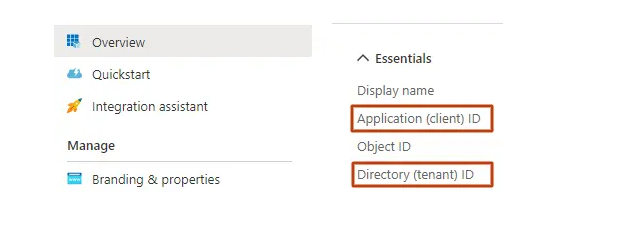 Overview
Quickstart
Integration assistant
Manage
Branding & properties
Essentials
Display name
Application (client) ID
Object ID
Directory (tenant) ID